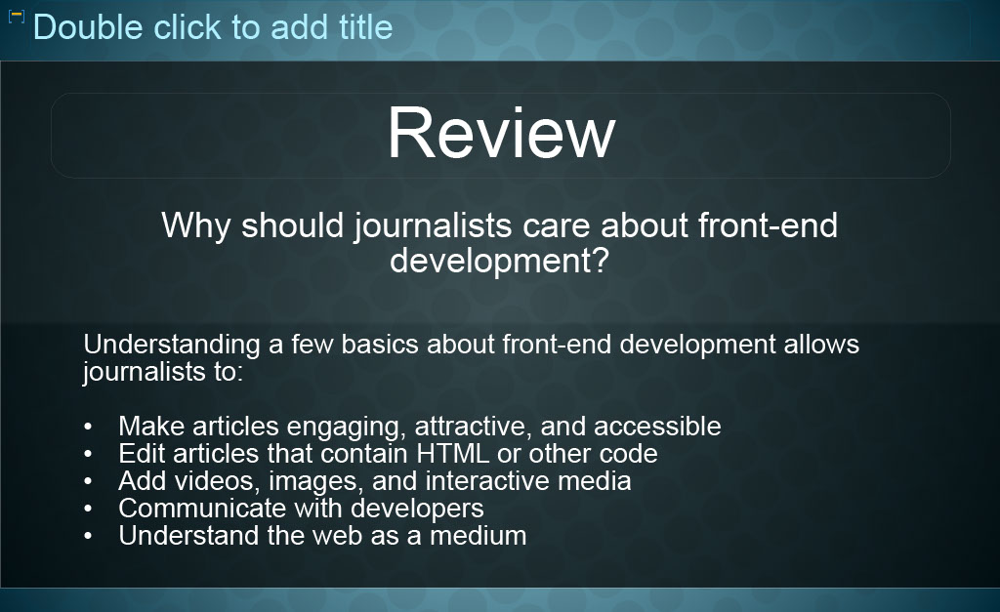 Double click to add title
Review
Why should journalists care about front-end
development?
Understanding a few basics about front-end development allows
journalists to:
• Make articles engaging, attractive, and accessible
• Edit articles that contain HTML or other code
• Add videos, images, and interactive media
• Communicate with developers
• Understand the web as a medium